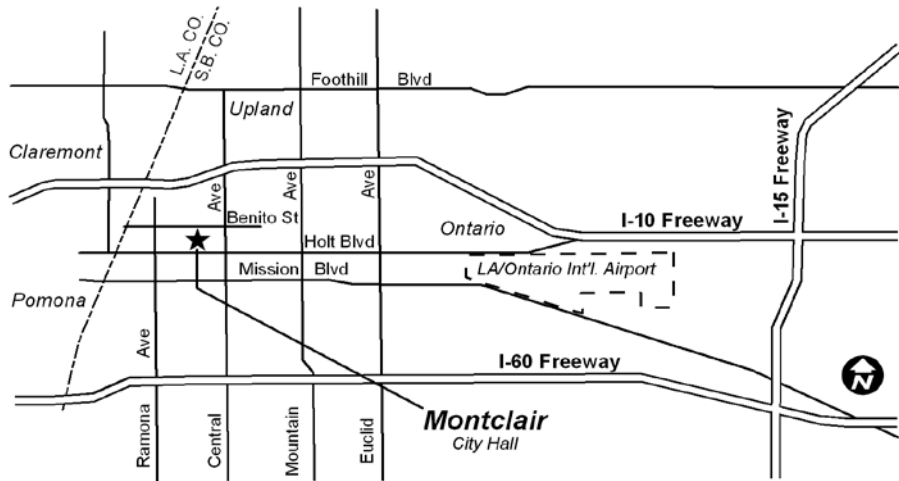 L.A. CO.
S.B. CO.
Foothill Blvd
Upland
Claremont
I-15 Freeway
Ave
Ave
Ave
Benito St
Ontario
I-10 Freeway
Holt Blvd
Mission Blvd
LA/Ontario Int'l. Airport
Pomona
Ave
I-60 Freeway
N
Montclair
City Hall
Ramona
Central
Mountain
Euclid